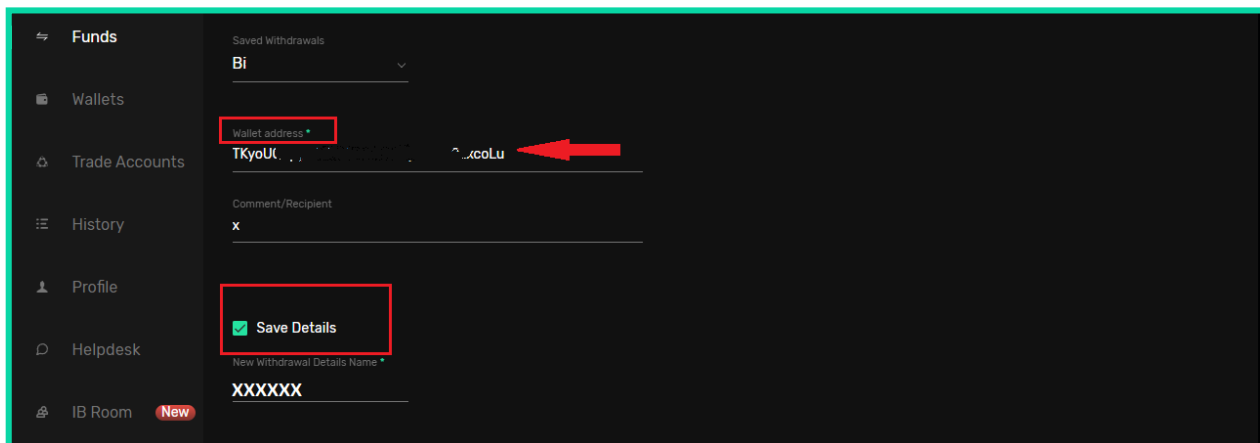 Funds
Wallets
Trade Accounts
History
Profile
Helpdesk
IB Room New
Saved Withdrawals
Bi
Wallet address *
Comment/Recipient
x
Save Details
New Withdrawal Details Name *
XXXXXX